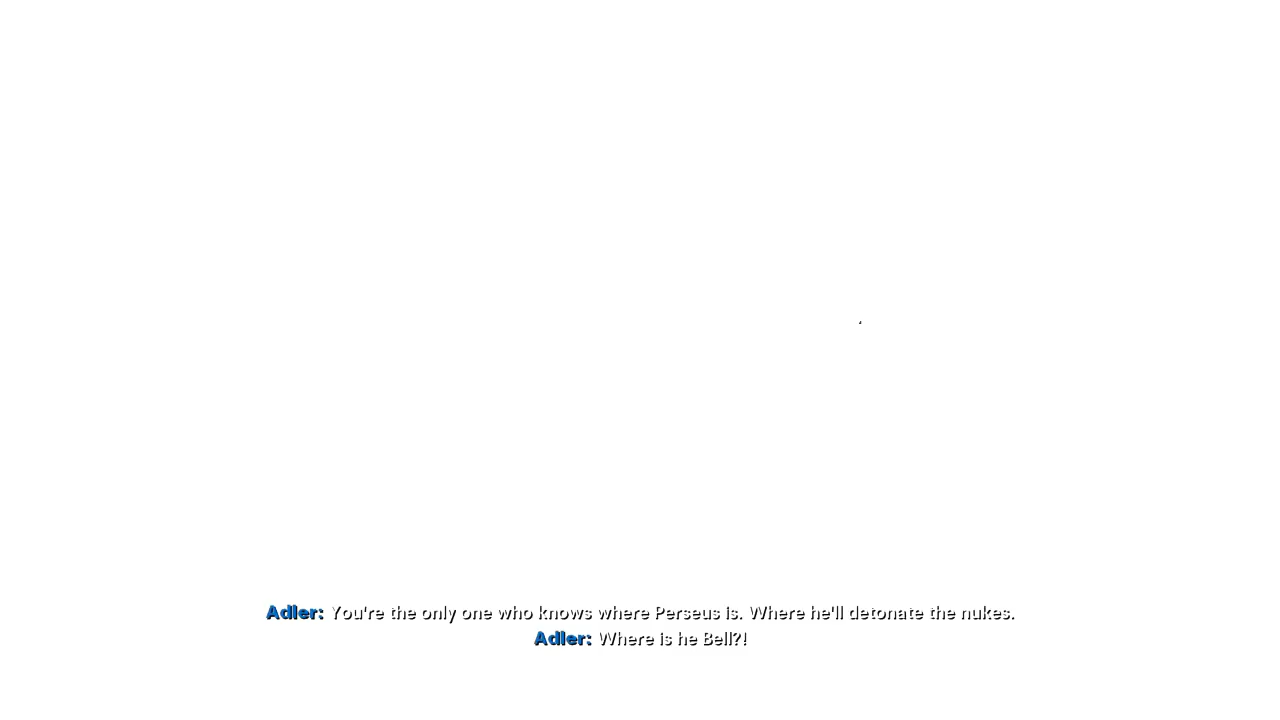 Adler: You're the only one who knows where Perseus is. Where he'll detonate the nukes.
Adler: Where is he Bell?!